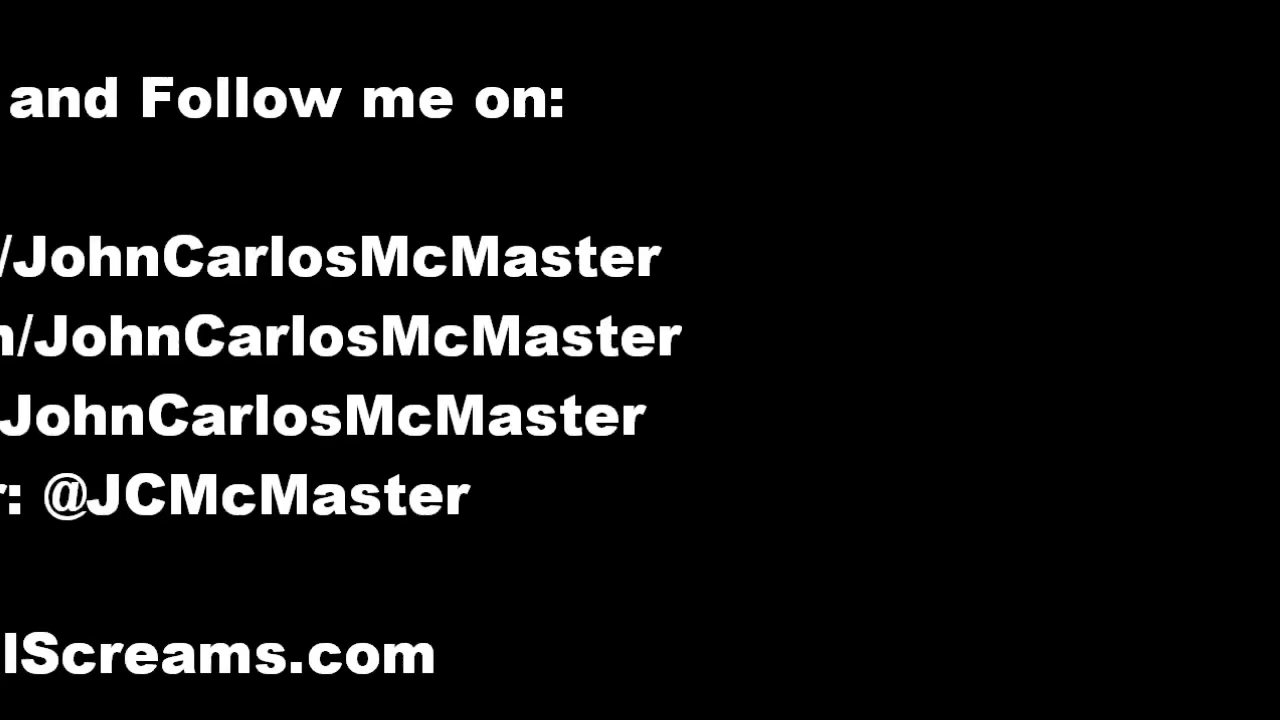 and Follow me on:
/JohnCarlosMcMaster
n/JohnCarlosMcMaster
JohnCarlosMcMaster
r: @JCMcMaster
lScreams.com